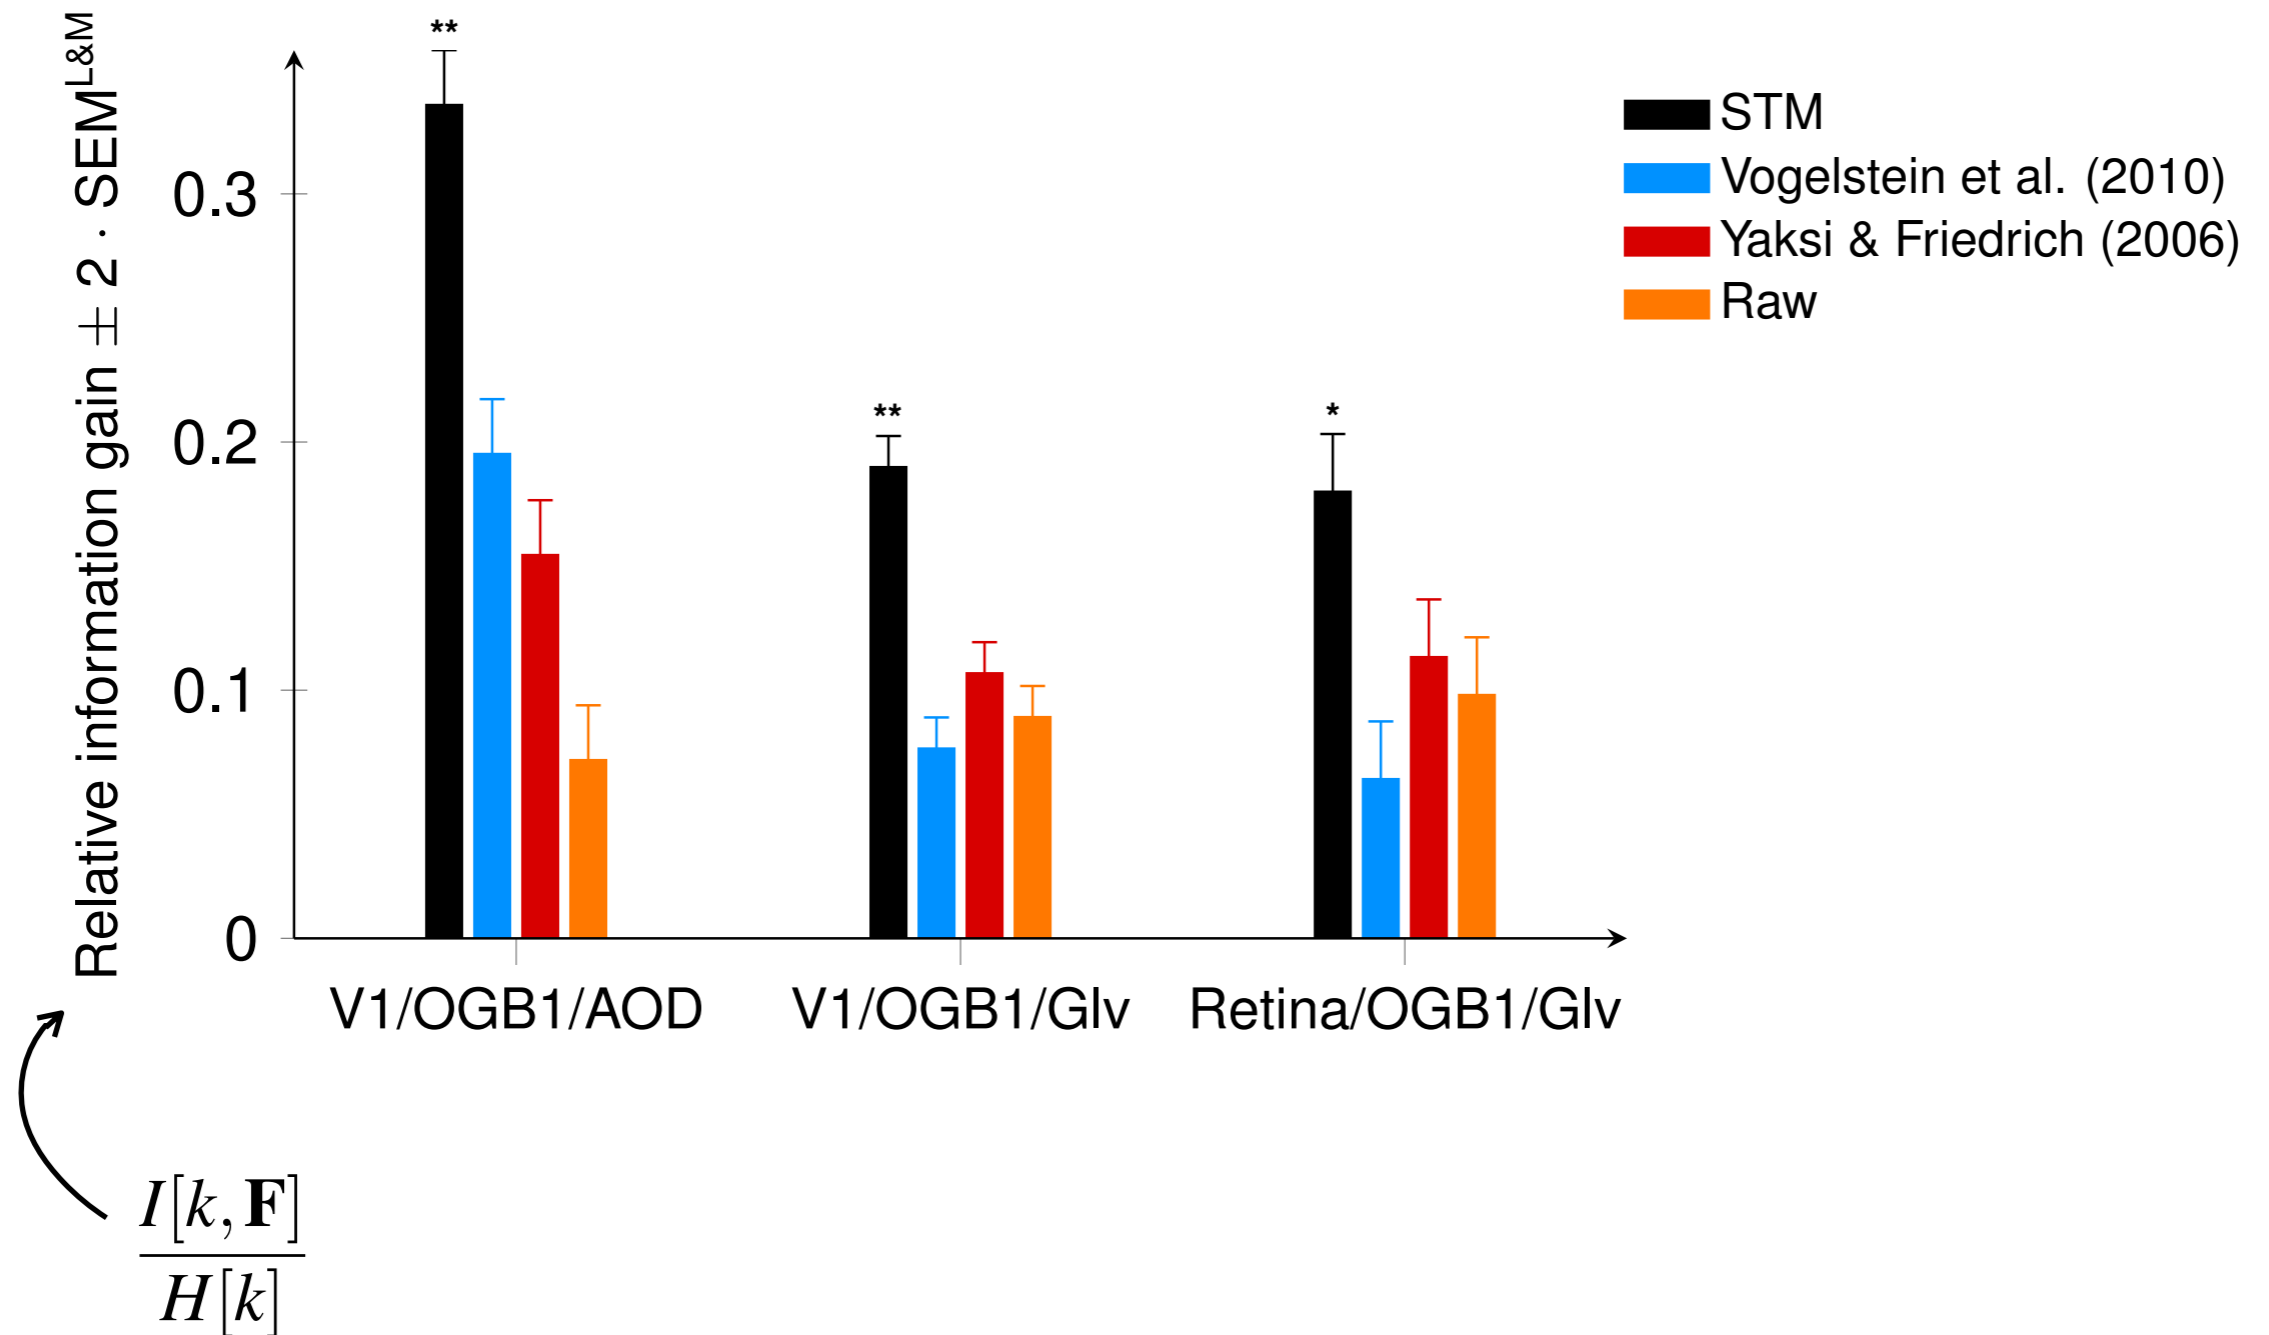 Relative information gain ± 2 · SEM^L&M
0.3
0.2
0.1
0
**
**
*
STM
Vogelstein et al. (2010)
Yaksi & Friedrich (2006)
Raw
V1/OGB1/AOD
V1/OGB1/Glv
Retina/OGB1/Glv
I[k, F]
H[k]